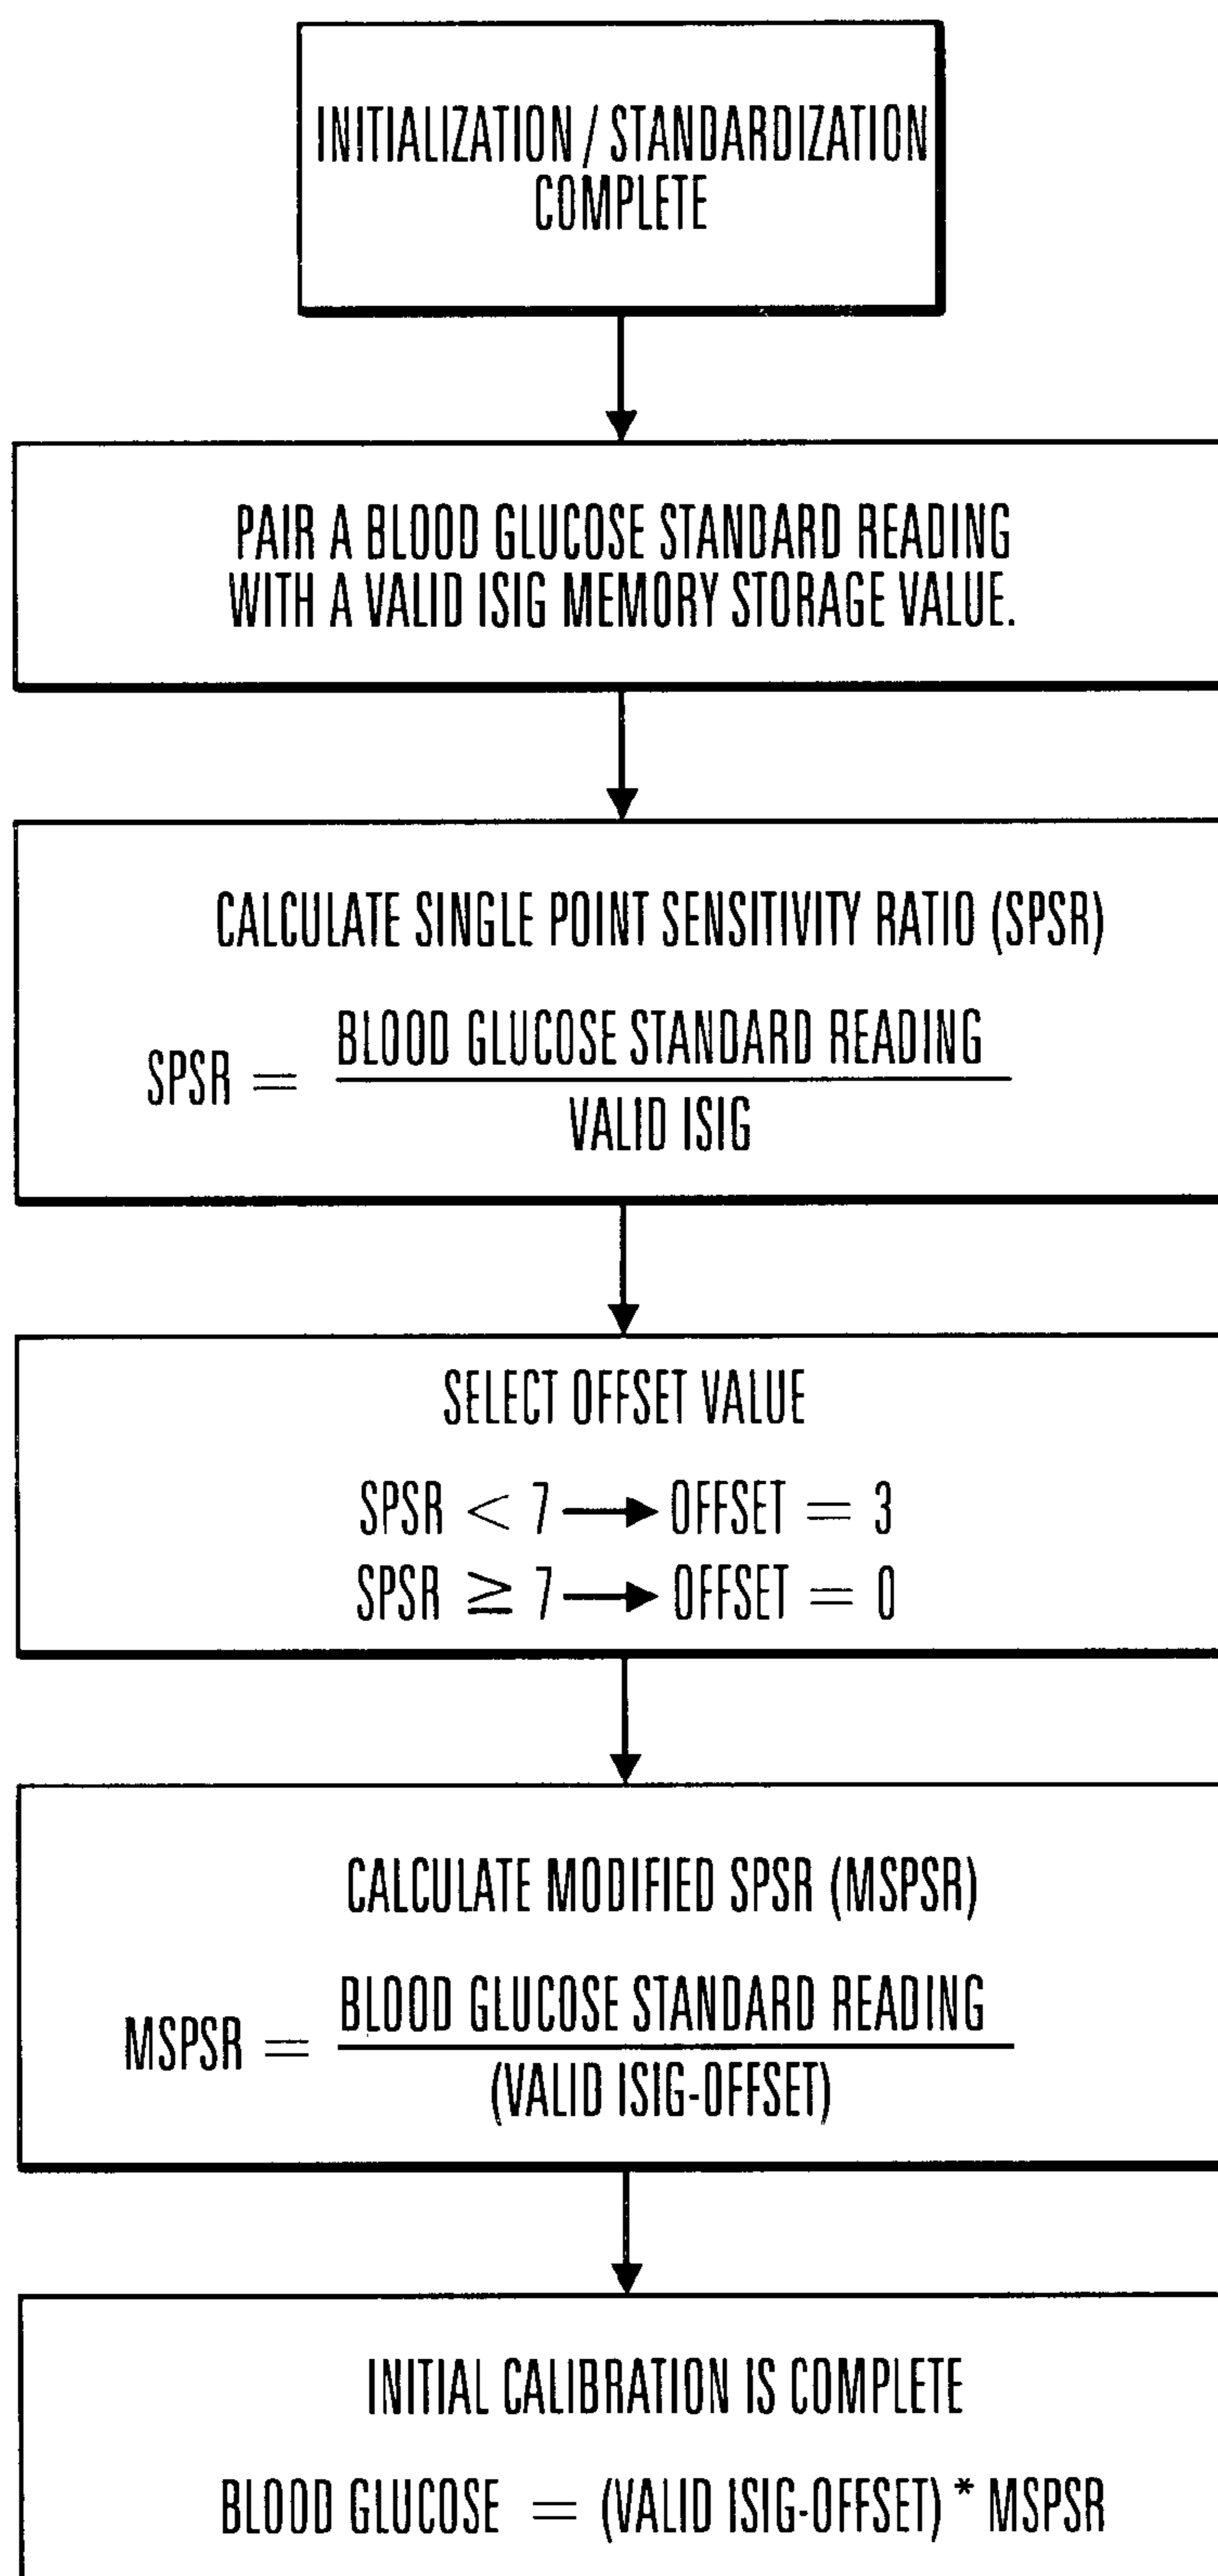 INITIALIZATION / STANDARDIZATION
COMPLETE
PAIR A BLOOD GLUCOSE STANDARD READING
WITH A VALID ISIG MEMORY STORAGE VALUE.
CALCULATE SINGLE POINT SENSITIVITY RATIO (SPSR)
SPSR = BLOOD GLUCOSE STANDARD READING
VALID ISIG
SELECT OFFSET VALUE
SPSR < 7 → OFFSET = 3
SPSR ≥ 7 → OFFSET = 0
CALCULATE MODIFIED SPSR (MSPSR)
MSPSR = BLOOD GLUCOSE STANDARD READING
(VALID ISIG-OFFSET)
INITIAL CALIBRATION IS COMPLETE
BLOOD GLUCOSE = (VALID ISIG-OFFSET) * MSPSR